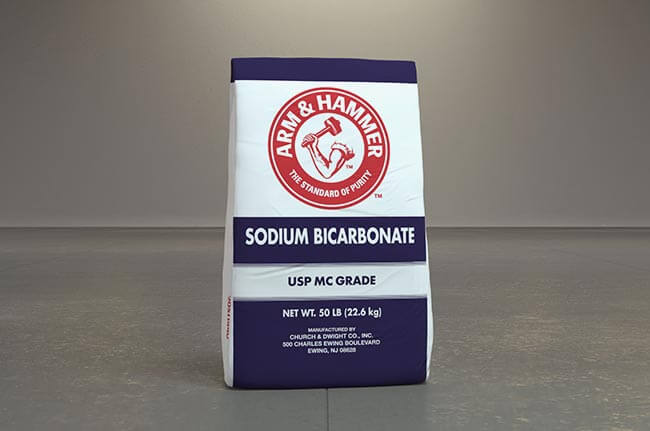 ARM & HAMMER
™
THE STANDARD OF PURITY
™
SODIUM BICARBONATE
USP MC GRADE
NET WT. 50 LB (22.6 kg)
MANUFACTURED BY
CHURCH & DWIGHT CO., INC.
500 CHARLES EWING BOULEVARD
EWING, NJ 08628